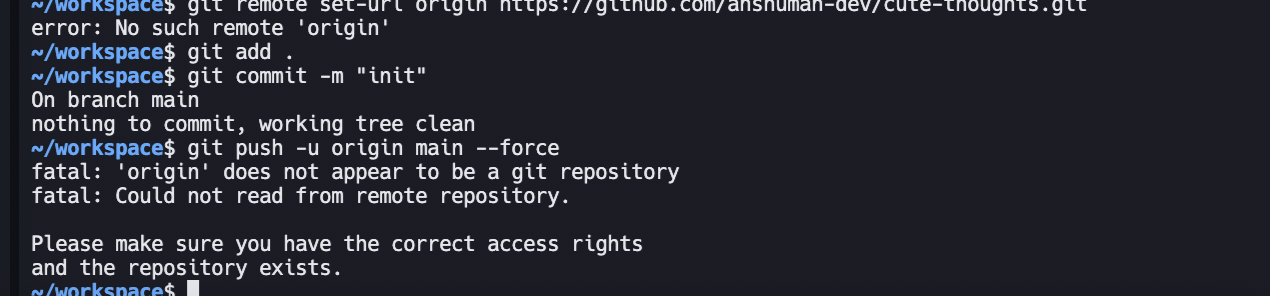 ~/workspace$ git remote set-url origin https://github.com/anshuman-dev/cute-thoughts.git
error: No such remote 'origin'
~/workspace$ git add .
~/workspace$ git commit -m "init"
On branch main
nothing to commit, working tree clean
~/workspace$ git push -u origin main --force
fatal: 'origin' does not appear to be a git repository
fatal: Could not read from remote repository.
Please make sure you have the correct access rights
and the repository exists.
~/workspace$